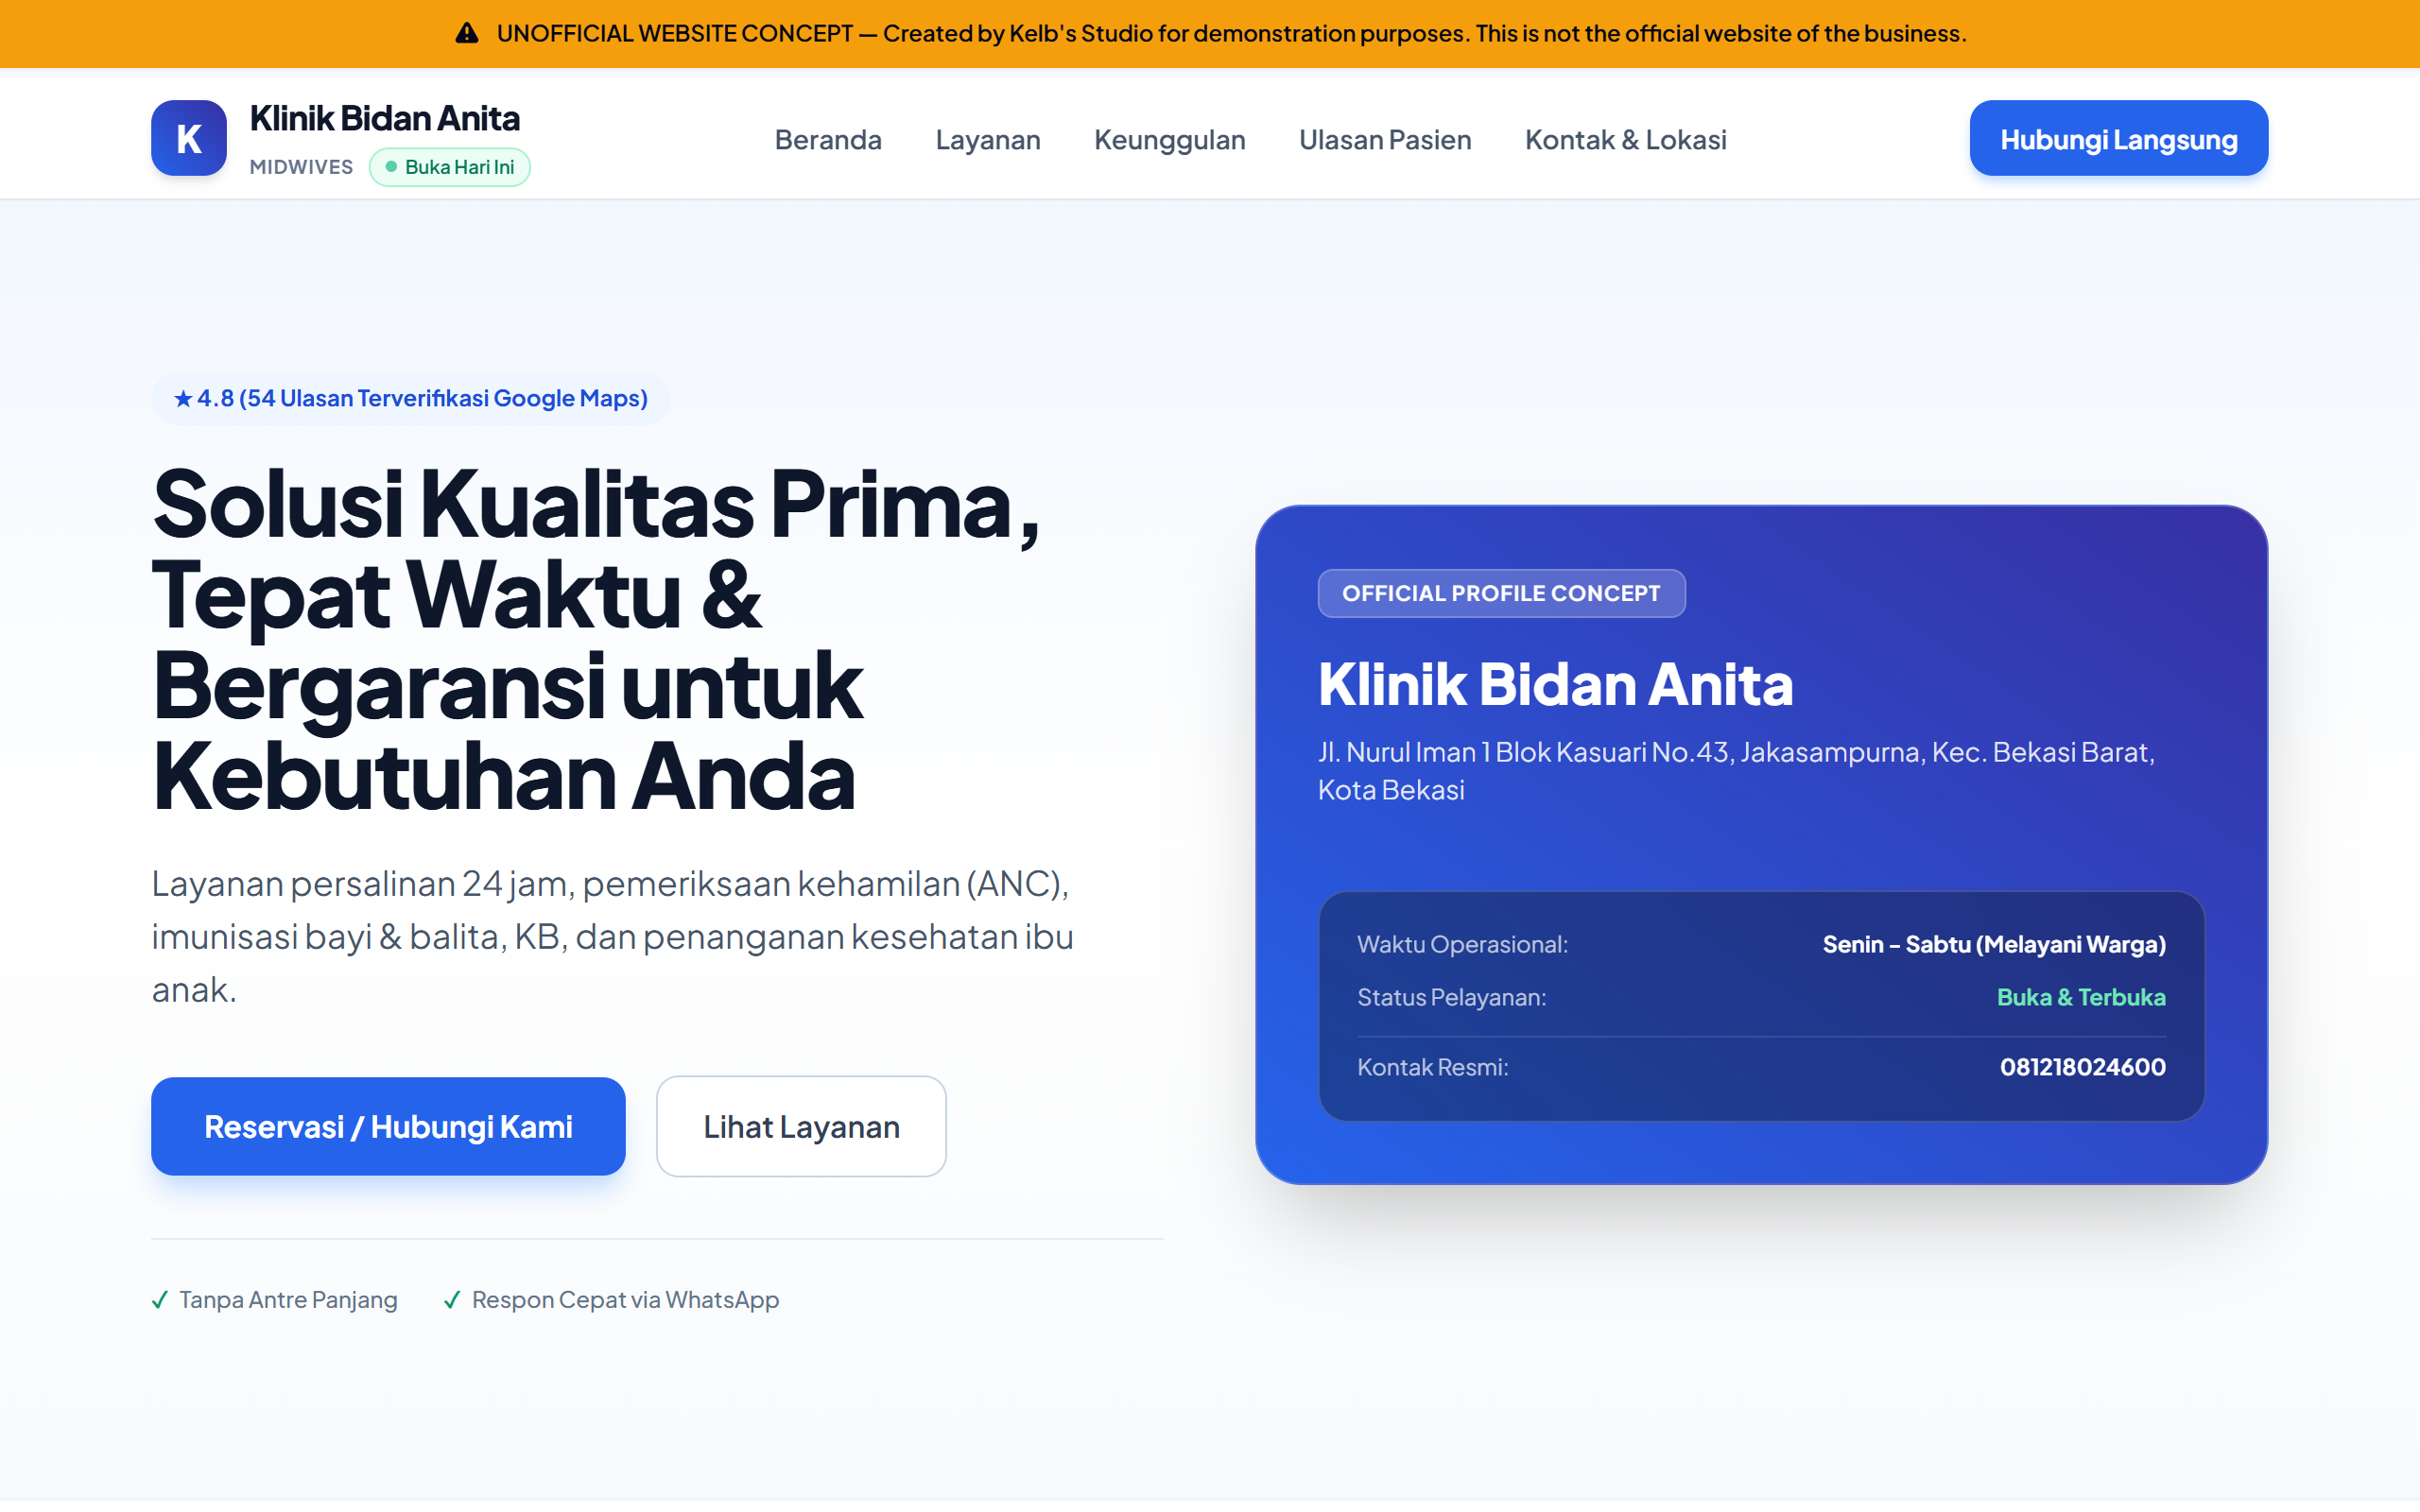 UNOFFICIAL WEBSITE CONCEPT — Created by Kelb's Studio for demonstration purposes. This is not the official website of the business.
K
Klinik Bidan Anita
MIDWIVES
Buka Hari Ini
Beranda
Layanan
Keunggulan
Ulasan Pasien
Kontak & Lokasi
Hubungi Langsung
★ 4.8 (54 Ulasan Terverifikasi Google Maps)
Solusi Kualitas Prima,
Tepat Waktu &
Bergaransi untuk
Kebutuhan Anda
Layanan persalinan 24 jam, pemeriksaan kehamilan (ANC),
imunisasi bayi & balita, KB, dan penanganan kesehatan ibu
anak.
Reservasi / Hubungi Kami
Lihat Layanan
✓ Tanpa Antre Panjang
✓ Respon Cepat via WhatsApp
OFFICIAL PROFILE CONCEPT
Klinik Bidan Anita
Jl. Nurul Iman 1 Blok Kasuari No.43, Jakasampurna, Kec. Bekasi Barat,
Kota Bekasi
Waktu Operasional:
Senin - Sabtu (Melayani Warga)
Status Pelayanan:
Buka & Terbuka
Kontak Resmi:
081218024600